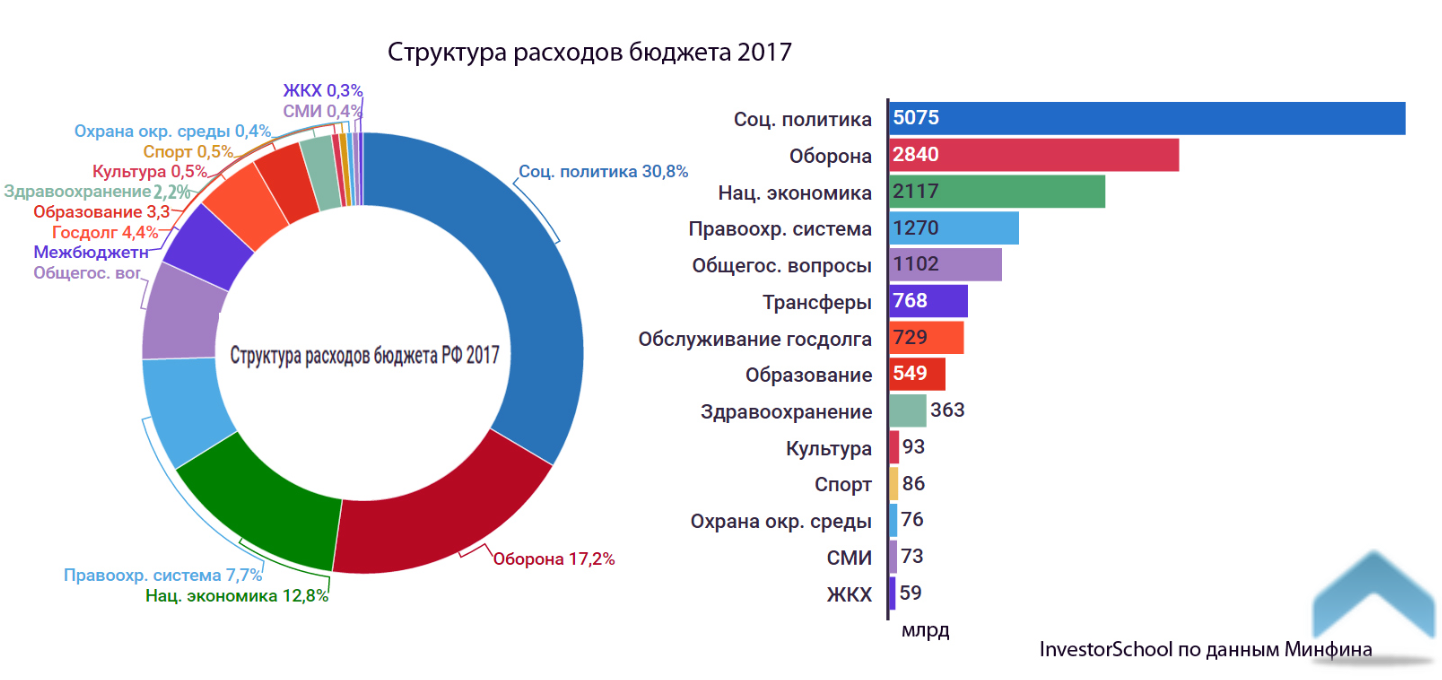 Структура расходов бюджета 2017
ЖКХ 0,3%
СМИ 0,4%
Охрана окр. среды 0,4%
Спорт 0,5%
Культура 0,5%
Здравоохранение 2,2%
Образование 3,3
Госдолг 4,4%
Межбюджетн
Общегос. вог
Соц. политика 30,8%
Структура расходов бюджета РФ 2017
Оборона 17,2%
Правоохр. система 7,7%
Нац. экономика 12,8%
Соц. политика 5075
Оборона 2840
Нац. экономика 2117
Правоохр. система 1270
Общегос. вопросы 1102
Трансферы 768
Обслуживание госдолга 729
Образование 549
Здравоохранение 363
Культура 93
Спорт 86
Охрана окр. среды 76
СМИ 73
ЖКХ 59
млрд
InvestorSchool по данным Минфина